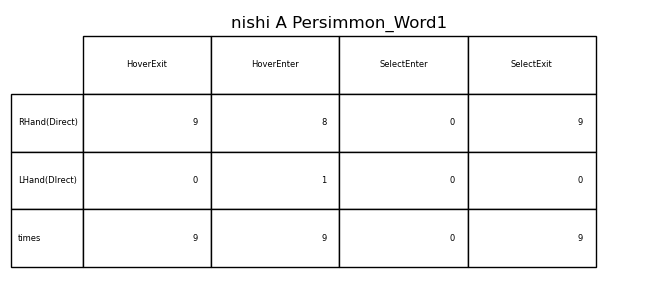 nishi A Persimmon_Word1
HoverExit HoverEnter SelectEnter SelectExit
RHand(Direct) 9 8 0 9
LHand(DIrect) 0 1 0 0
times 9 9 0 9